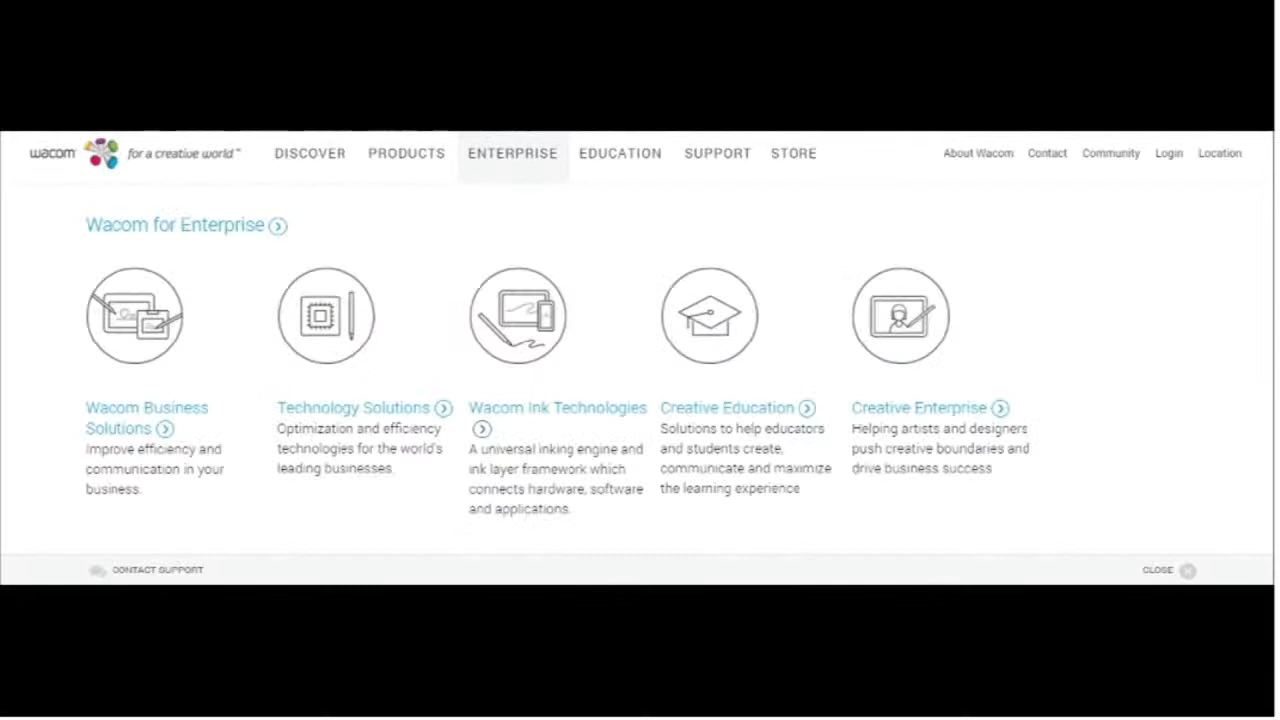 wacom for a creative world™ DISCOVER PRODUCTS ENTERPRISE EDUCATION SUPPORT STORE About Wacom Contact Community Login Location
Wacom for Enterprise
Wacom Business
Solutions
Improve efficiency and
communication in your
business.
Technology Solutions
Optimization and efficiency
technologies for the world's
leading businesses.
Wacom Ink Technologies
A universal inking engine and
ink layer framework which
connects hardware, software
and applications.
Creative Education
Solutions to help educators
and students create,
communicate and maximize
the learning experience
Creative Enterprise
Helping artists and designers
push creative boundaries and
drive business success
CONTACT SUPPORT CLOSE